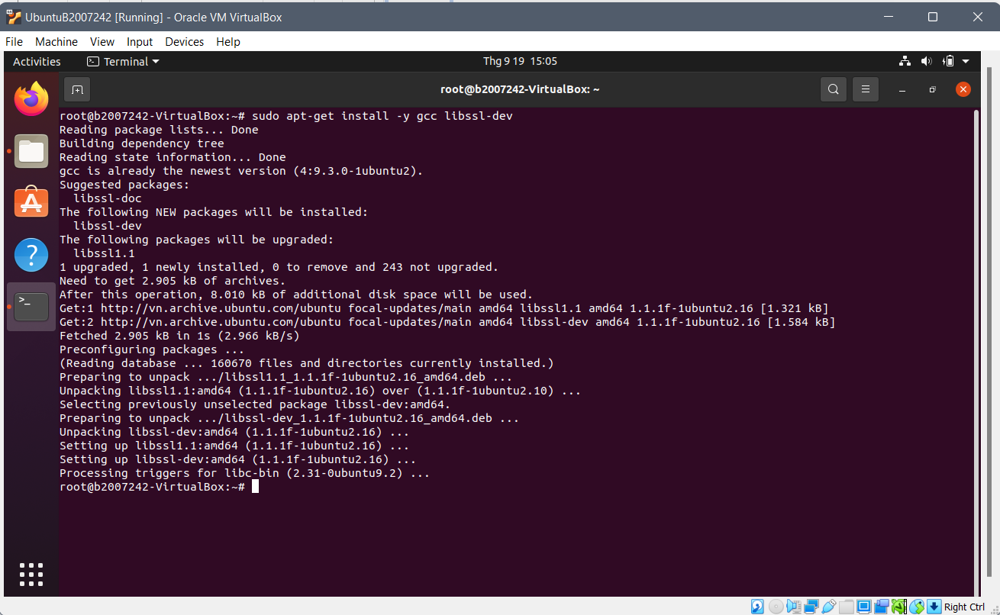 UbuntuB2007242 [Running] - Oracle VM VirtualBox
File Machine View Input Devices Help
Activities Terminal Thg 9 19 15:05
root@b2007242-VirtualBox: ~
root@b2007242-VirtualBox:~# sudo apt-get install -y gcc libssl-dev
Reading package lists... Done
Building dependency tree
Reading state information... Done
gcc is already the newest version (4:9.3.0-1ubuntu2).
Suggested packages:
  libssl-doc
The following NEW packages will be installed:
  libssl-dev
The following packages will be upgraded:
  libssl1.1
1 upgraded, 1 newly installed, 0 to remove and 243 not upgraded.
Need to get 2.905 kB of archives.
After this operation, 8.010 kB of additional disk space will be used.
Get:1 http://vn.archive.ubuntu.com/ubuntu focal-updates/main amd64 libssl1.1 amd64 1.1.1f-1ubuntu2.16 [1.321 kB]
Get:2 http://vn.archive.ubuntu.com/ubuntu focal-updates/main amd64 libssl-dev amd64 1.1.1f-1ubuntu2.16 [1.584 kB]
Fetched 2.905 kB in 1s (2.966 kB/s)
Preconfiguring packages ...
(Reading database ... 160670 files and directories currently installed.)
Preparing to unpack .../libssl1.1_1.1.1f-1ubuntu2.16_amd64.deb ...
Unpacking libssl1.1:amd64 (1.1.1f-1ubuntu2.16) over (1.1.1f-1ubuntu2.10) ...
Selecting previously unselected package libssl-dev:amd64.
Preparing to unpack .../libssl-dev_1.1.1f-1ubuntu2.16_amd64.deb ...
Unpacking libssl-dev:amd64 (1.1.1f-1ubuntu2.16) ...
Setting up libssl1.1:amd64 (1.1.1f-1ubuntu2.16) ...
Setting up libssl-dev:amd64 (1.1.1f-1ubuntu2.16) ...
Processing triggers for libc-bin (2.31-0ubuntu9.2) ...
root@b2007242-VirtualBox:~#
Right Ctrl